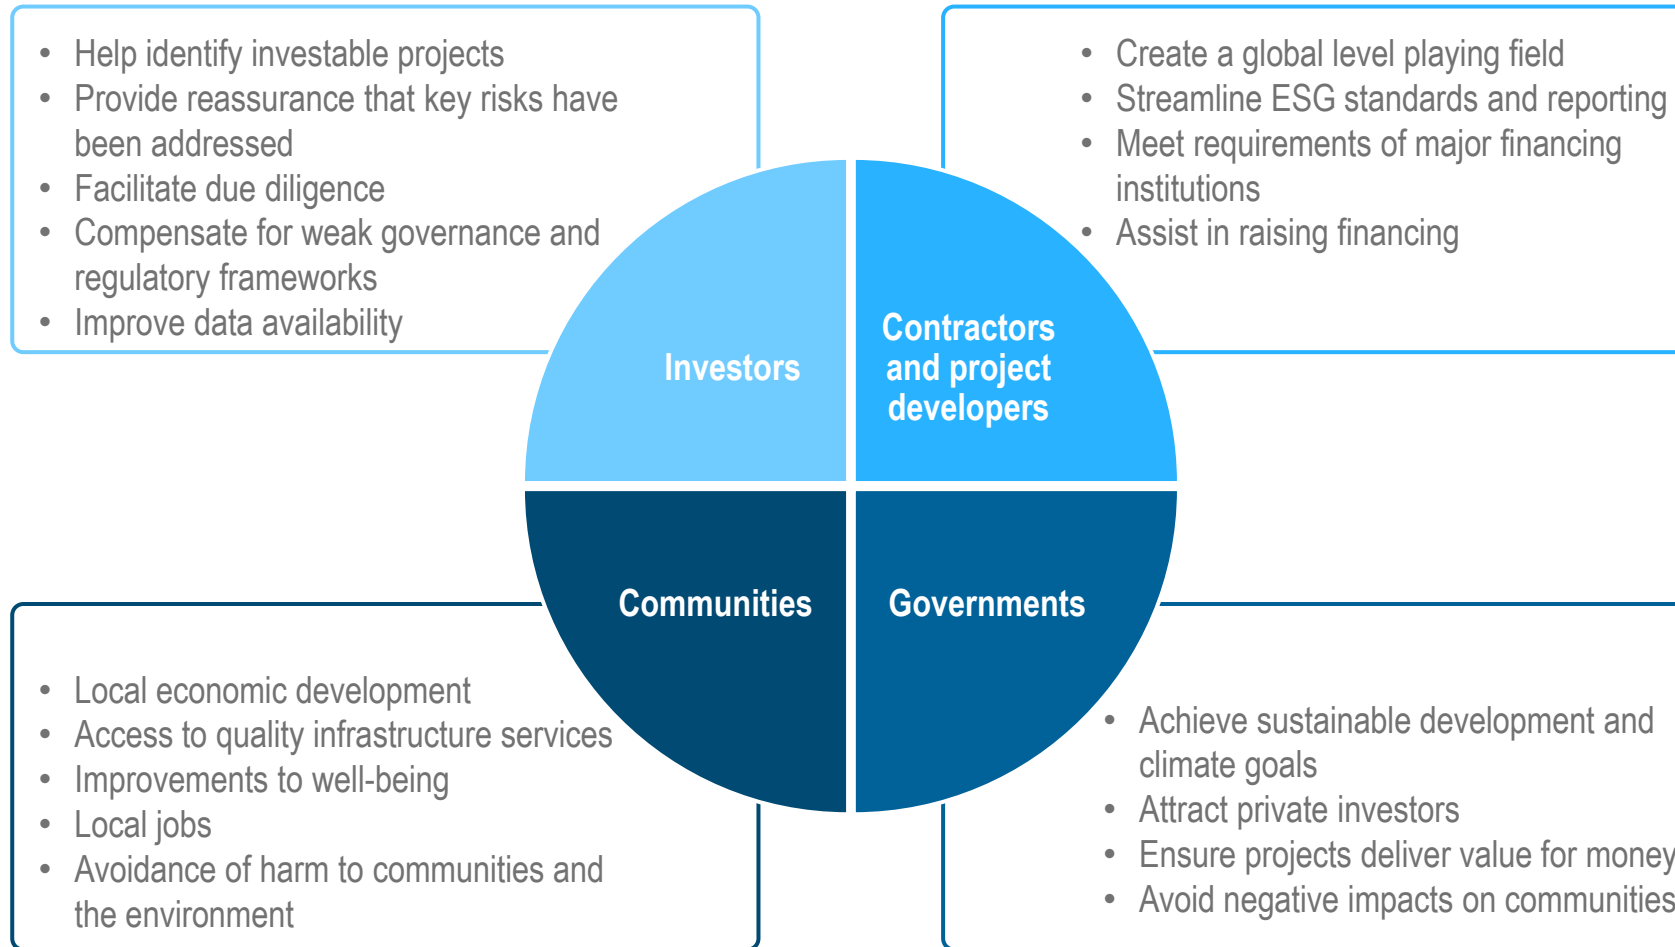 • Help identify investable projects
• Provide reassurance that key risks have
been addressed
• Facilitate due diligence
• Compensate for weak governance and
regulatory frameworks
• Improve data availability
• Create a global level playing field
• Streamline ESG standards and reporting
• Meet requirements of major financing
institutions
• Assist in raising financing
Investors
Contractors
and project
developers
Communities
Governments
• Local economic development
• Access to quality infrastructure services
• Improvements to well-being
• Local jobs
• Avoidance of harm to communities and
the environment
• Achieve sustainable development and
climate goals
• Attract private investors
• Ensure projects deliver value for money
• Avoid negative impacts on communities